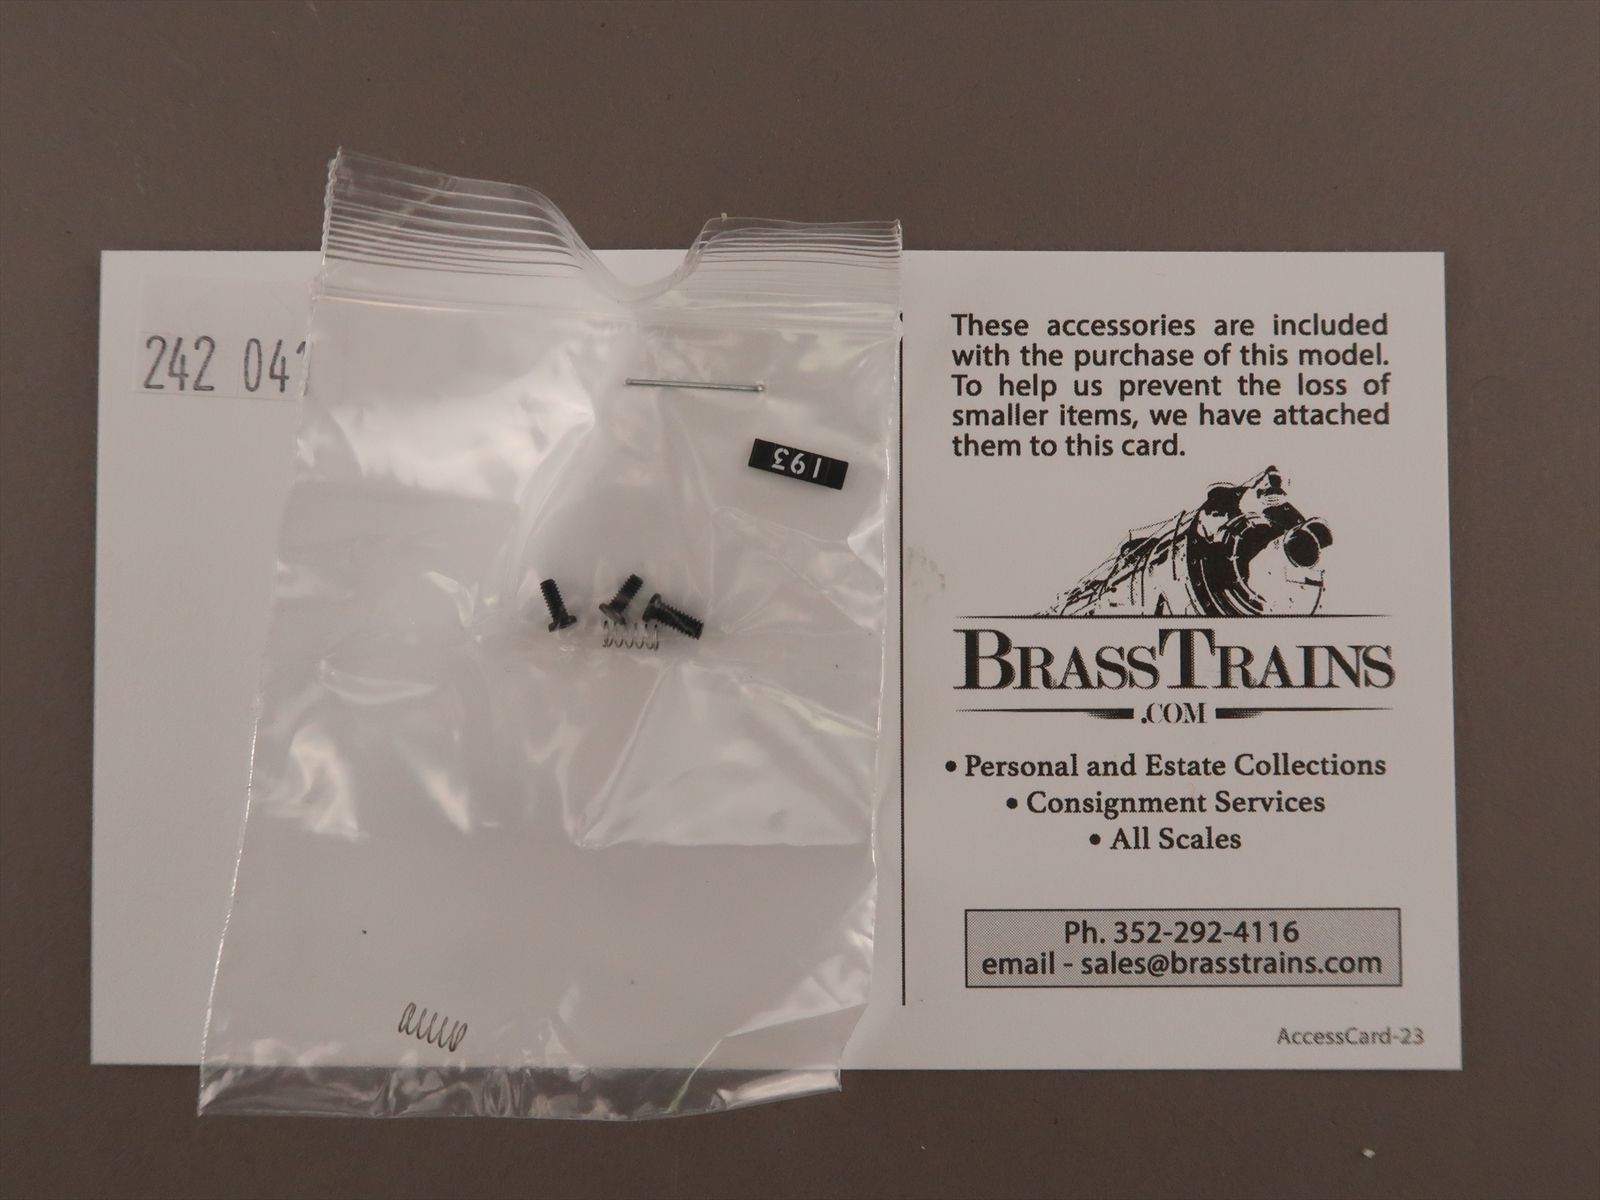 242 04
193
These accessories are included
with the purchase of this model.
To help us prevent the loss of
smaller items, we have attached
them to this card.
BRASSTRAINS
.COM
• Personal and Estate Collections
• Consignment Services
• All Scales
Ph. 352-292-4116
email - sales@brasstrains.com
AccessCard-23